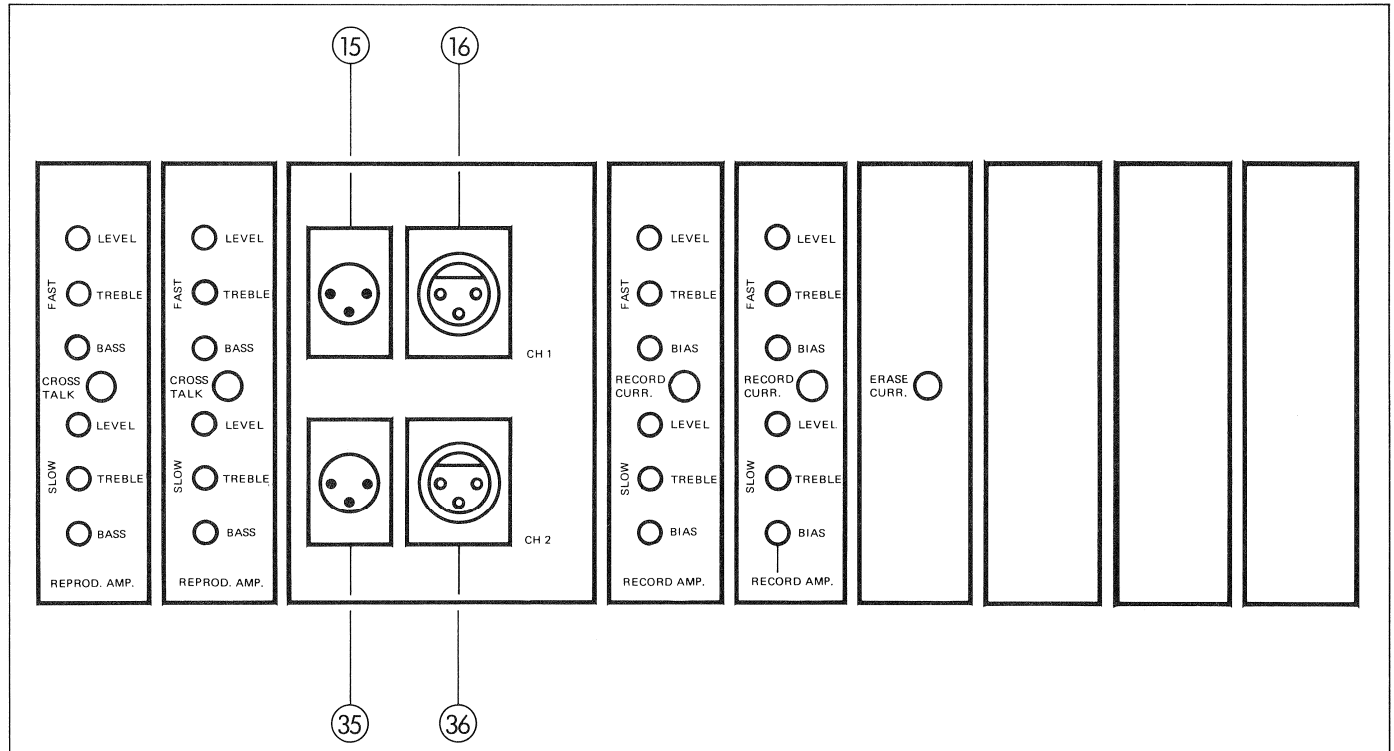 15 16
LEVEL
FAST
TREBLE
BASS
CROSS
TALK
LEVEL
SLOW
TREBLE
BASS
REPROD. AMP.
LEVEL
FAST
TREBLE
BASS
CROSS
TALK
LEVEL
SLOW
TREBLE
BASS
REPROD. AMP.
CH 1
CH 2
LEVEL
FAST
TREBLE
BIAS
RECORD
CURR.
LEVEL
SLOW
TREBLE
BIAS
RECORD AMP.
LEVEL
FAST
TREBLE
BIAS
RECORD
CURR.
LEVEL
SLOW
TREBLE
BIAS
RECORD AMP.
ERASE
CURR.
35 36